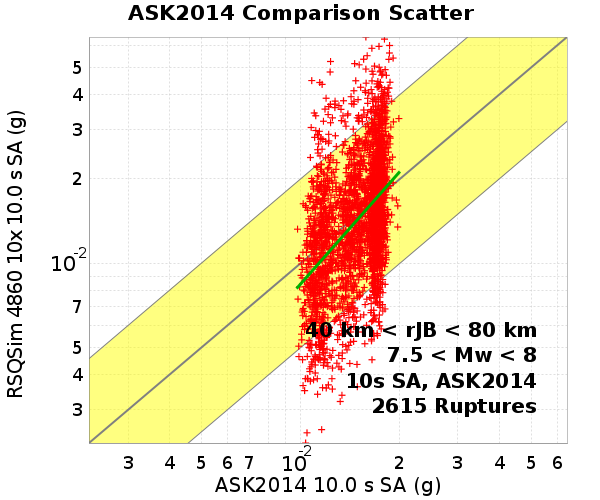 ASK2014 Comparison Scatter
RSQSim 4860 10x 10.0 s SA (g)
5
4
3
2
10-2
7
5
4
3
40 km < rJB < 80 km
7.5 < Mw < 8
10s SA, ASK2014
2615 Ruptures
3 4 5 6 7 10-2 2 3 4 5 6
ASK2014 10.0 s SA (g)